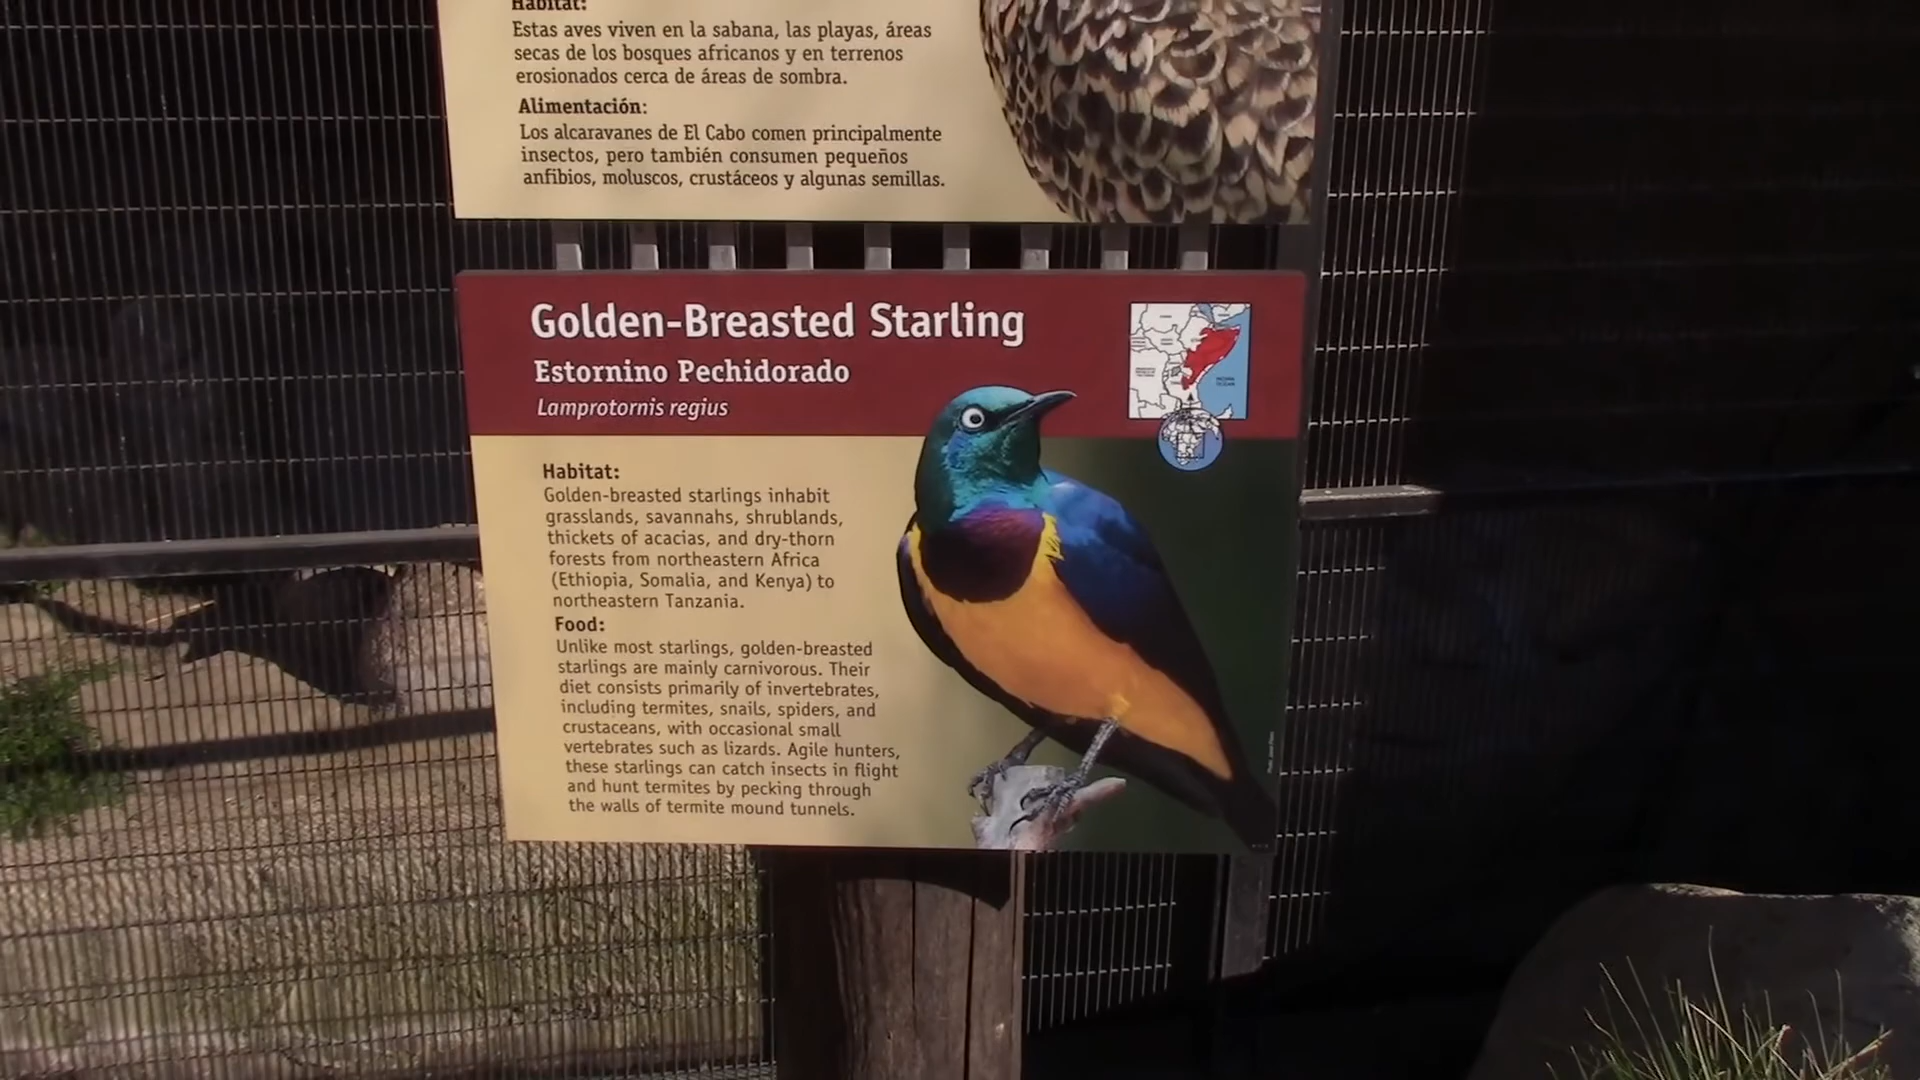 Habitat:
Estas aves viven en la sabana, las playas, áreas
secas de los bosques africanos y en terrenos
erosionados cerca de áreas de sombra.
Alimentación:
Los alcaravanes de El Cabo comen principalmente
insectos, pero también consumen pequeños
anfibios, moluscos, crustáceos y algunas semillas.
Golden-Breasted Starling
Estornino Pechidorado
Lamprotornis regius
Habitat:
Golden-breasted starlings inhabit
grasslands, savannahs, shrublands,
thickets of acacias, and dry-thorn
forests from northeastern Africa
(Ethiopia, Somalia, and Kenya) to
northeastern Tanzania.
Food:
Unlike most starlings, golden-breasted
starlings are mainly carnivorous. Their
diet consists primarily of invertebrates,
including termites, snails, spiders, and
crustaceans, with occasional small
vertebrates such as lizards. Agile hunters,
these starlings can catch insects in flight
and hunt termites by pecking through
the walls of termite mound tunnels.